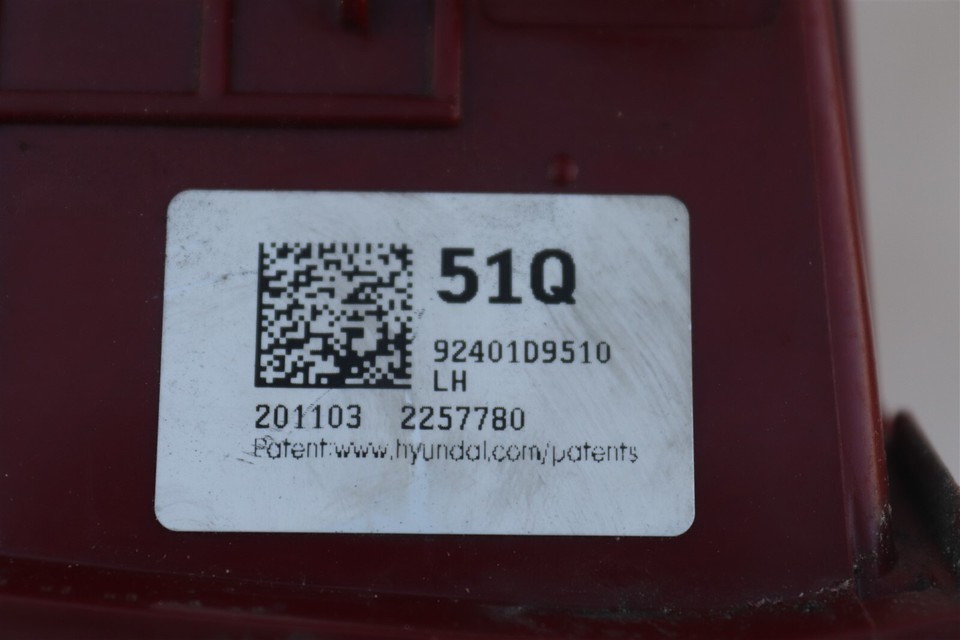 51Q
92401D9510
LH
201103 2257780
Patent:www.hyundai.com/patents